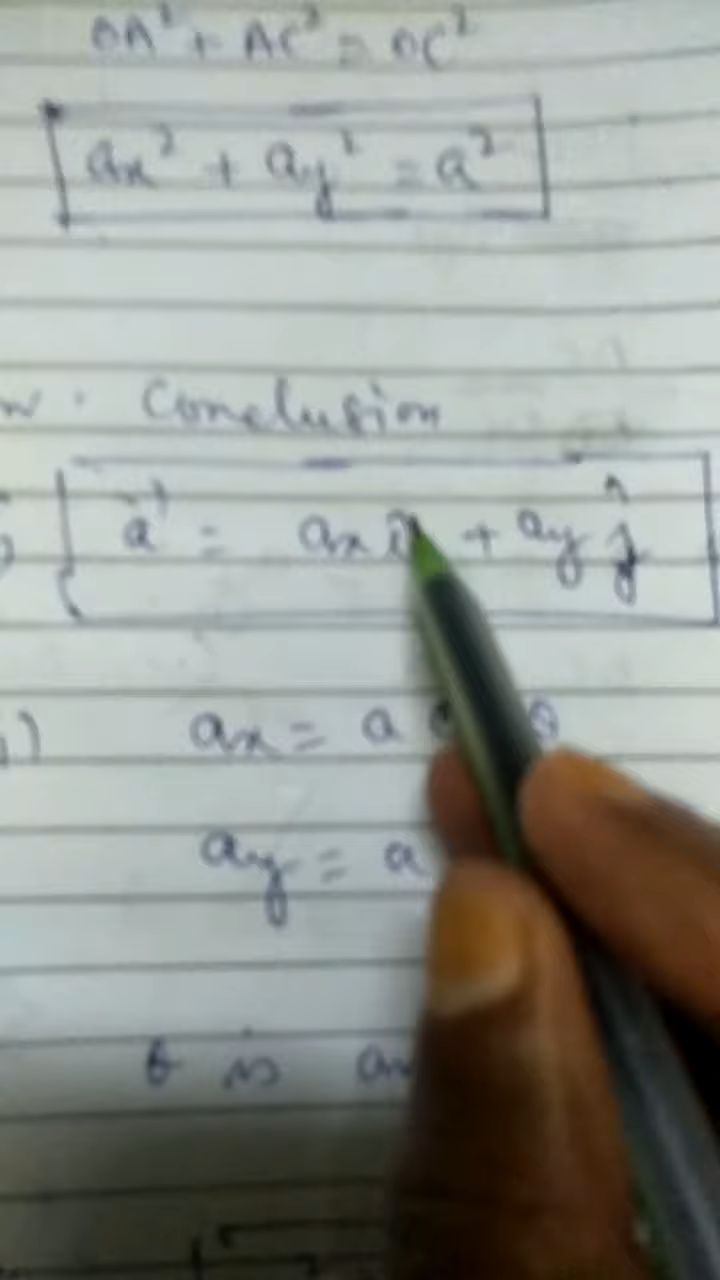 OA² + AC² = OC²
ax² + ay² = a²
Conclusion
a⃗ = ax î + ay ĵ
ax = a θ
ay = a
θ is